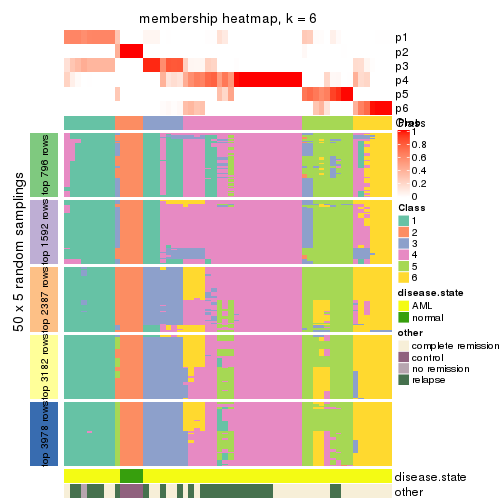 membership heatmap, k = 6
p1
p2
p3
p4
p5
p6
Class
Prob
1
0.8
0.6
0.4
0.2
0
Class
1
2
3
4
5
6
disease.state
AML
normal
other
complete remission
control
no remission
relapse
50 x 5 random samplings
top 796 rows
top 1592 rows
top 2387 rows
top 3182 rows
top 3978 rows
disease.state
other